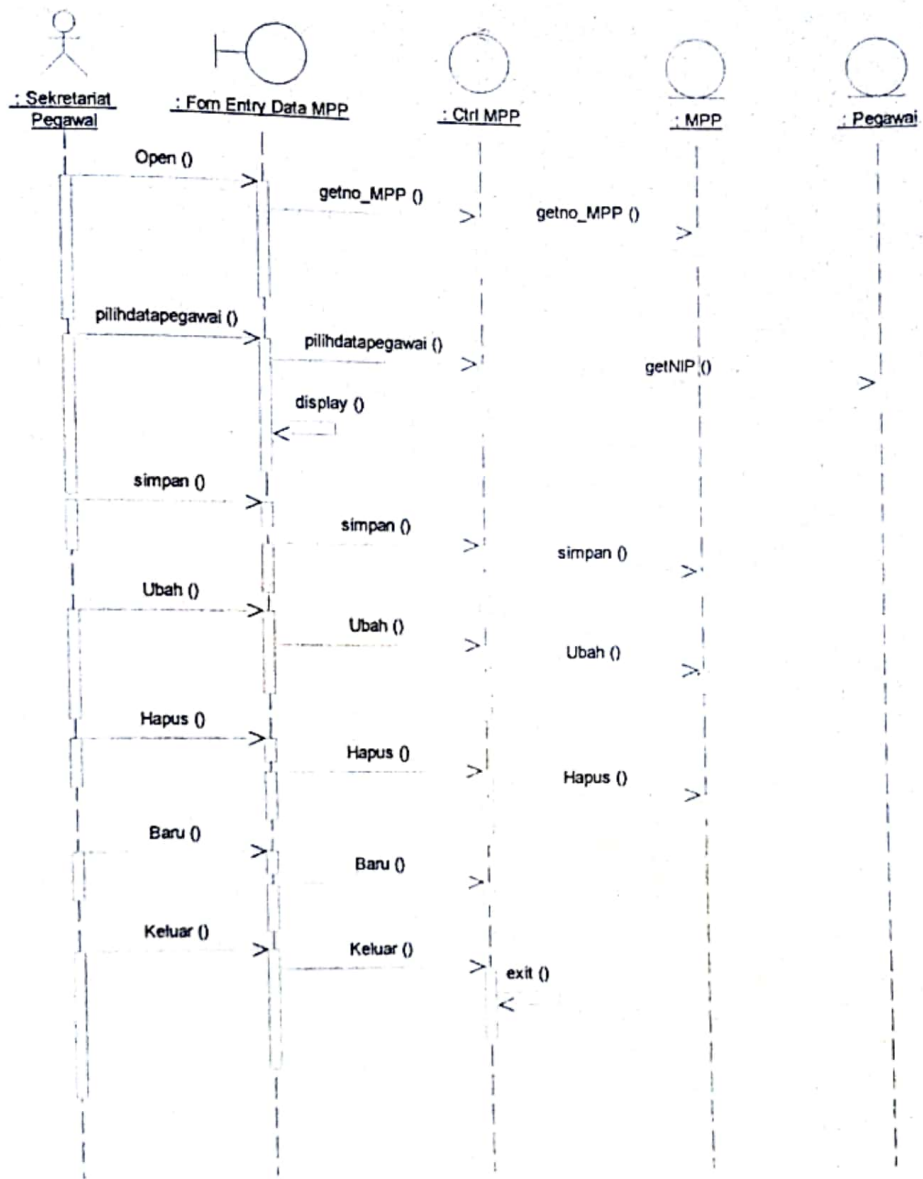 : Sekretariat
Pegawai
: Form Entry Data MPP
: Ctrl MPP
: MPP
: Pegawai
Open ()
getno_MPP ()
getno_MPP ()
pilihdatapegawai ()
pilihdatapegawai ()
getNIP ()
display ()
simpan ()
simpan ()
simpan ()
Ubah ()
Ubah ()
Ubah ()
Hapus ()
Hapus ()
Hapus ()
Baru ()
Baru ()
Keluar ()
Keluar ()
exit ()